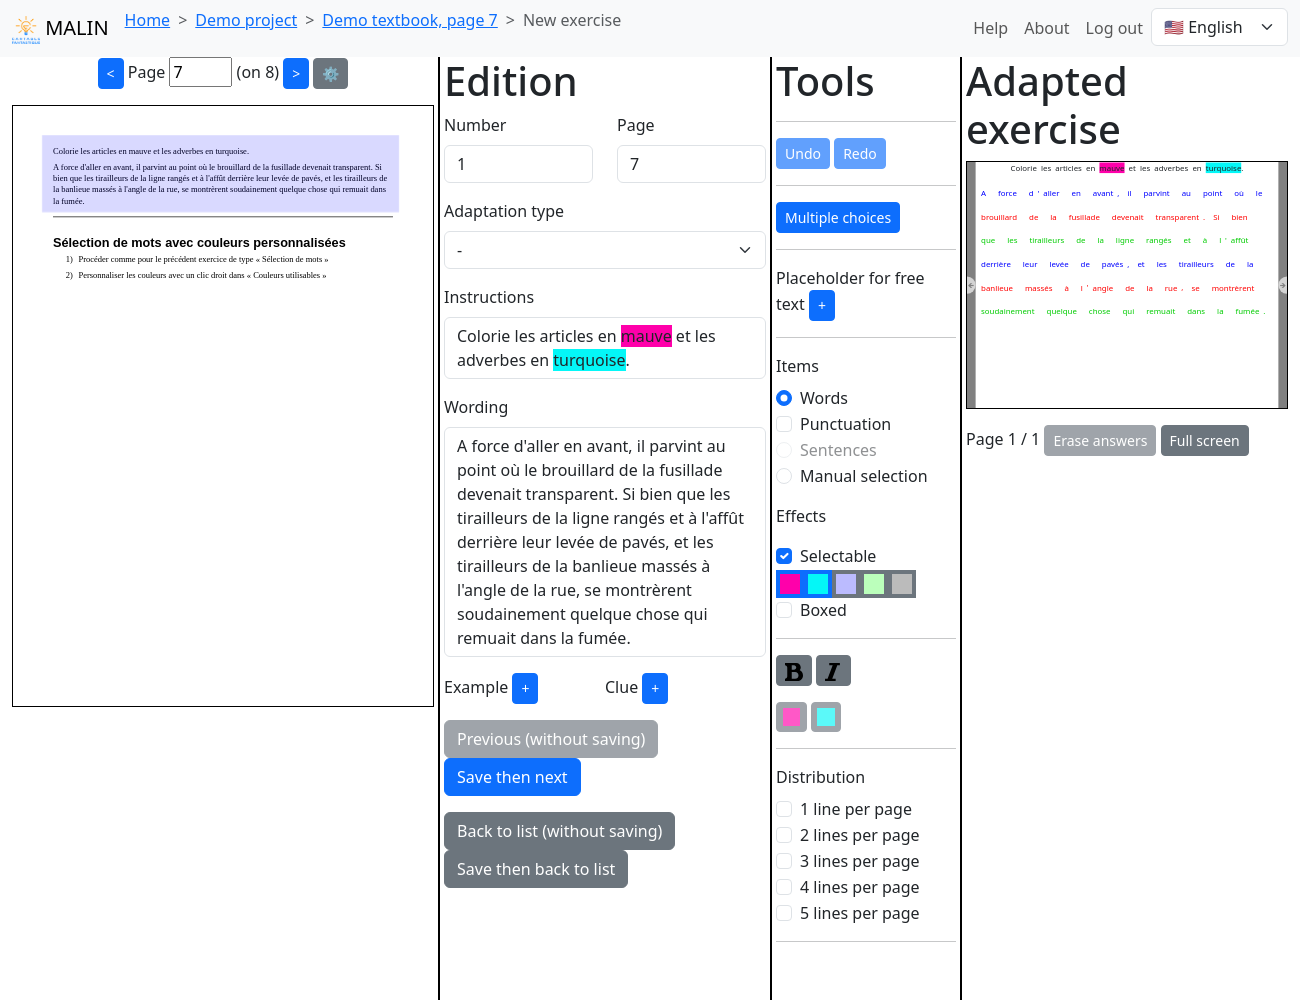 MALIN
Home > Demo project > Demo textbook, page 7 > New exercise
Help About Log out 🇺🇸 English
< Page 7 (on 8) > ⚙️
Colorie les articles en mauve et les adverbes en turquoise.
A force d'aller en avant, il parvint au point où le brouillard de la fusillade devenait transparent. Si
bien que les tirailleurs de la ligne rangés et à l'affût derrière leur levée de pavés, et les tirailleurs de
la banlieue massés à l'angle de la rue, se montrèrent soudainement quelque chose qui remuait dans
la fumée.
Sélection de mots avec couleurs personnalisées
1) Procéder comme pour le précédent exercice de type « Sélection de mots »
2) Personnaliser les couleurs avec un clic droit dans « Couleurs utilisables »
Edition
Number Page
1 7
Adaptation type
-
Instructions
Colorie les articles en mauve et les
adverbes en turquoise.
Wording
A force d'aller en avant, il parvint au
point où le brouillard de la fusillade
devenait transparent. Si bien que les
tirailleurs de la ligne rangés et à l'affût
derrière leur levée de pavés, et les
tirailleurs de la banlieue massés à
l'angle de la rue, se montrèrent
soudainement quelque chose qui
remuait dans la fumée.
Example + Clue +
Previous (without saving)
Save then next
Back to list (without saving)
Save then back to list
Tools
Undo Redo
Multiple choices
Placeholder for free
text +
Items
Words
Punctuation
Sentences
Manual selection
Effects
Selectable
Boxed
B I
Distribution
1 line per page
2 lines per page
3 lines per page
4 lines per page
5 lines per page
Adapted
exercise
Colorie les articles en mauve et les adverbes en turquoise.
A force d ' aller en avant , il parvint au point où le
brouillard de la fusillade devenait transparent . Si bien
que les tirailleurs de la ligne rangés et à l ' affût
derrière leur levée de pavés , et les tirailleurs de la
banlieue massés à l ' angle de la rue , se montrèrent
soudainement quelque chose qui remuait dans la fumée .
Page 1 / 1 Erase answers Full screen